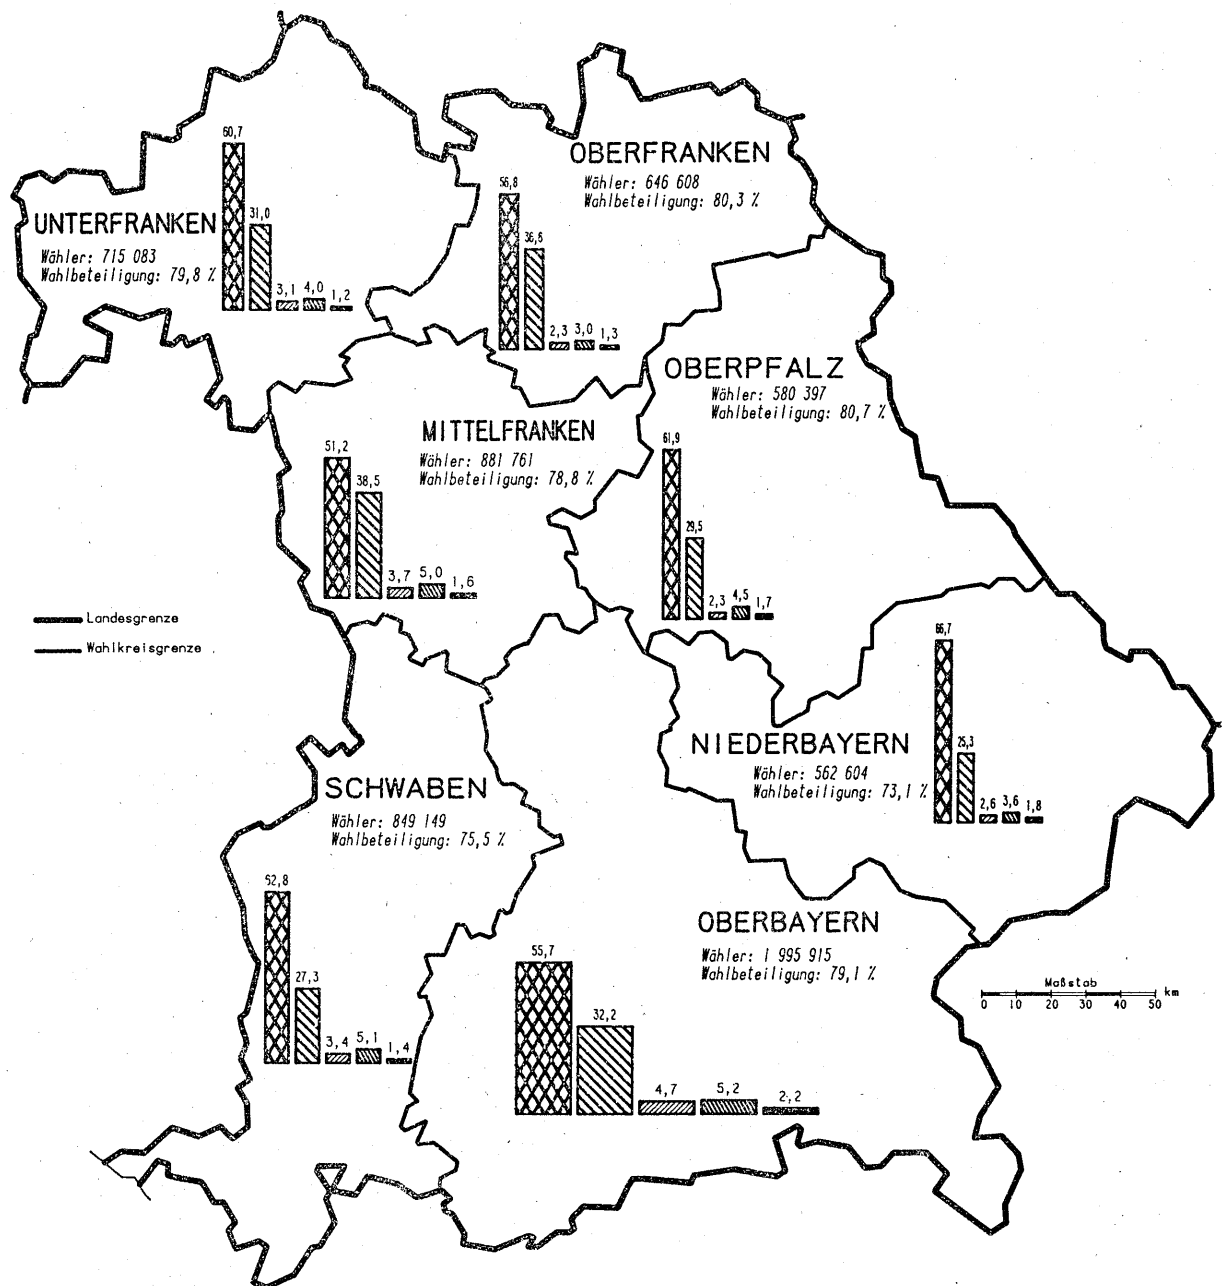 60,7
31,0
3,1 4,0 1,2
UNTERFRANKEN
Wähler: 715 083
Wahlbeteiligung: 79,8 %
OBERFRANKEN
Wähler: 646 608
Wahlbeteiligung: 80,3 %
56,8
36,6
2,3 3,0 1,3
OBERPFALZ
Wähler: 580 397
Wahlbeteiligung: 80,7 %
61,9
29,5
2,3 4,5 1,7
MITTELFRANKEN
Wähler: 881 761
Wahlbeteiligung: 78,8 %
51,2
38,5
3,7 5,0 1,6
Landesgrenze
Wahlkreisgrenze
66,7
25,3
2,6 3,6 1,8
NIEDERBAYERN
Wähler: 562 604
Wahlbeteiligung: 73,1 %
SCHWABEN
Wähler: 849 149
Wahlbeteiligung: 75,5 %
62,8
27,3
3,4 5,1 1,4
OBERBAYERN
Wähler: 1 995 915
Wahlbeteiligung: 79,1 %
55,7
32,2
4,7 5,2 2,2
Maßstab
km
0 10 20 30 40 50